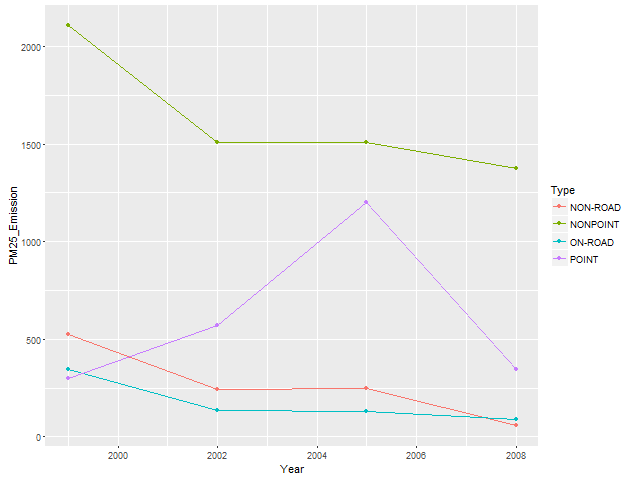 2000
1500
1000
500
0
PM25_Emission
2000
2002
2004
2006
2008
Year
Type
NON-ROAD
NONPOINT
ON-ROAD
POINT